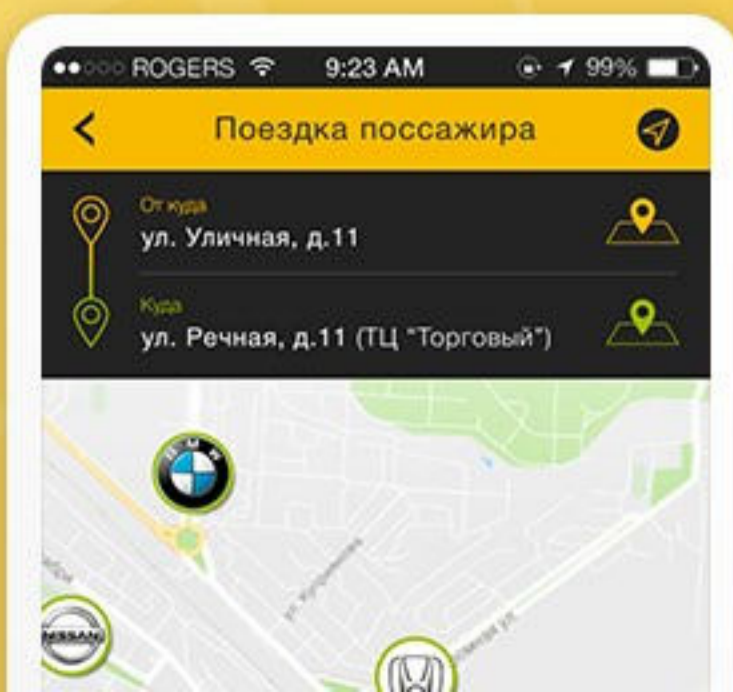 ROGERS 9:23 AM 99%
Поездка поссажира
От куда
ул. Уличная, д.11
Куда
ул. Речная, д.11 (ТЦ "Торговый")
BMW
NISSAN